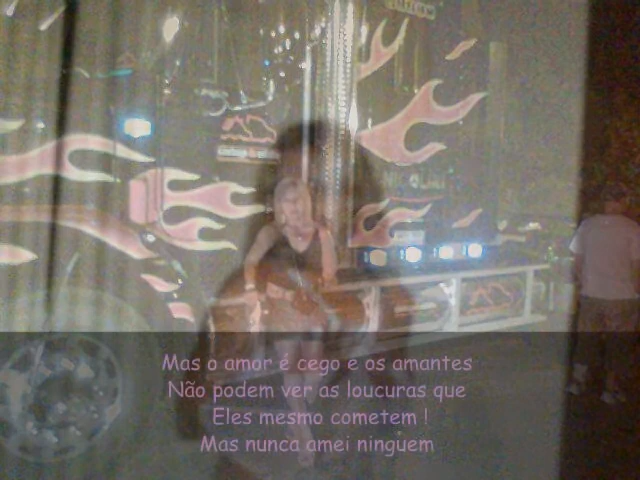 Mas o amor é cego e os amantes
Não podem ver as loucuras que
Eles mesmo cometem !
Mas nunca amei ninguem